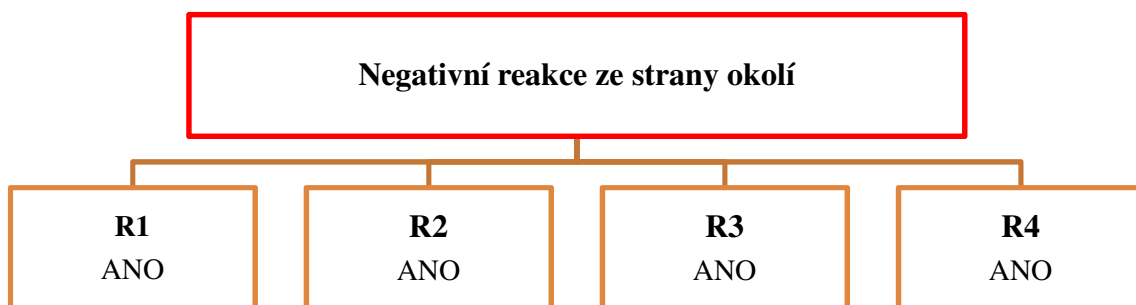 Negativní reakce ze strany okolí
R1
ANO
R2
ANO
R3
ANO
R4
ANO